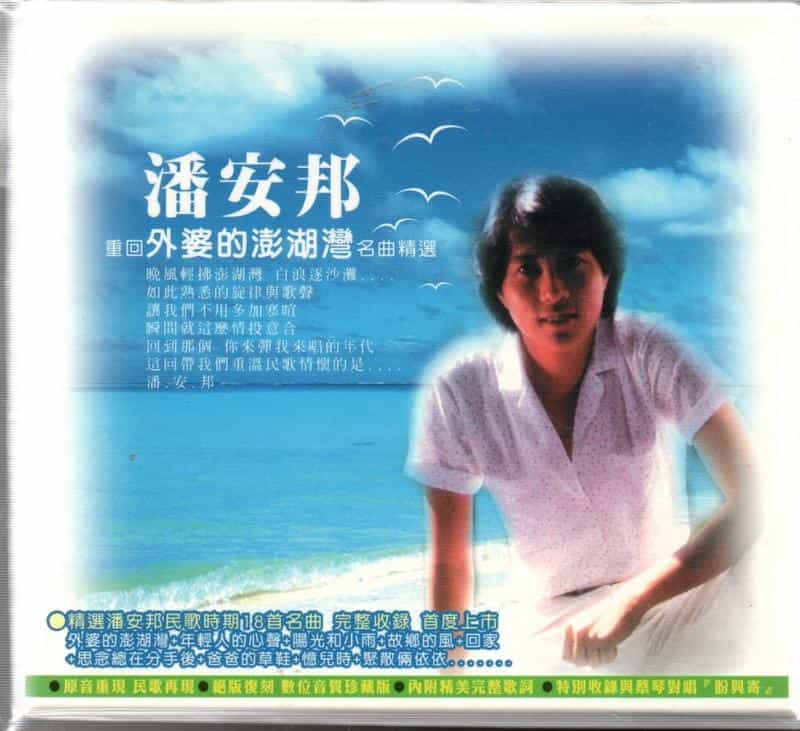 潘安邦
重回外婆的澎湖灣名曲精選
晚風輕拂澎湖灣 白浪逐沙灘....
如此熟悉的旋律與歌聲
讓我們不用多加寒暄
瞬間就這麼情投意合
回到那個 你來彈我來唱的年代
這回帶我們重溫民歌情懷的是....
潘.安.邦
●精選潘安邦民歌時期18首名曲 完整收錄 首度上市
外婆的澎湖灣+年輕人的心聲+陽光和小雨+故鄉的風+回家
+思念總在分手後+爸爸的草鞋+憶兒時+聚散倆依依.......
●原音重現 民歌再現●絕版復刻 數位音質珍藏版●內附精美完整歌詞●特別收錄與蔡琴對唱『盼與寄』